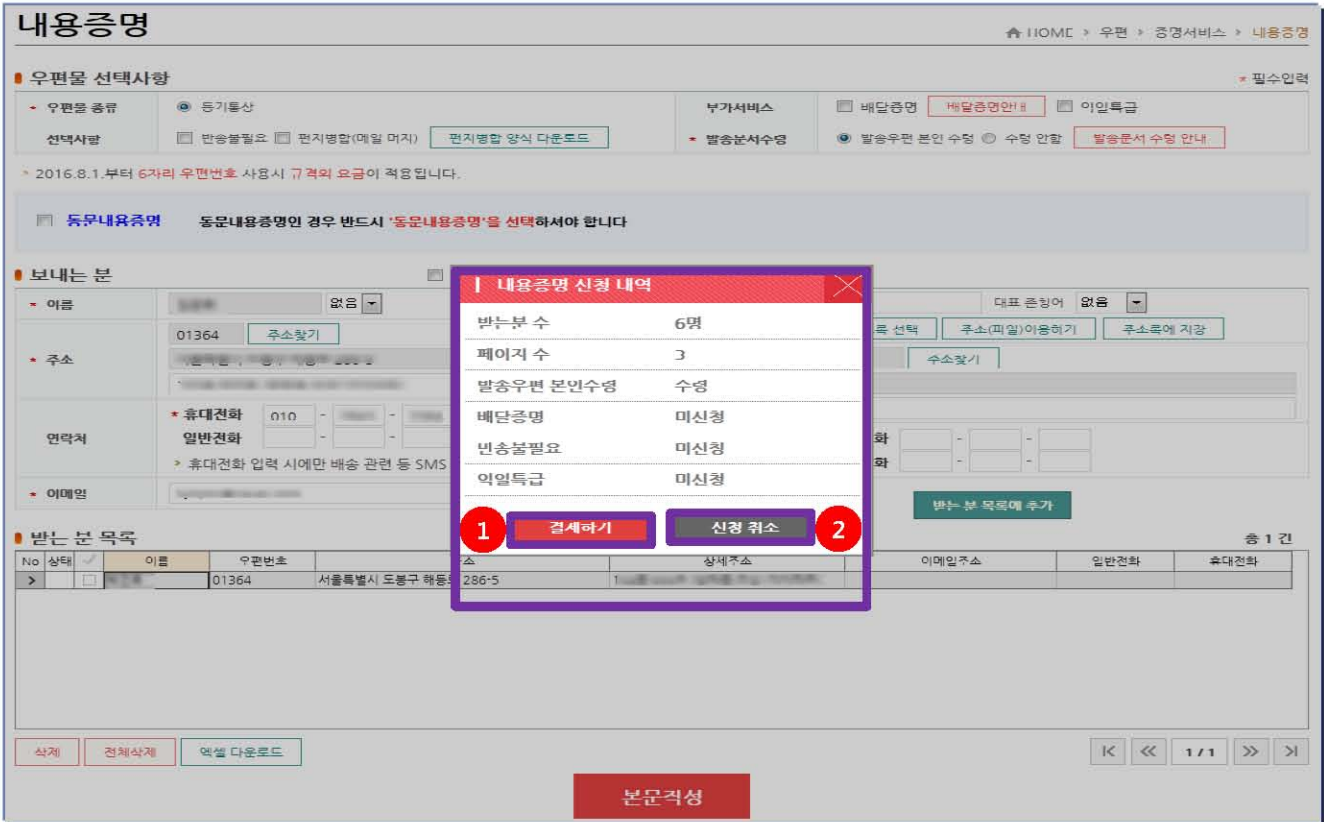 내용증명
HOME > 우편 > 증명서비스 > 내용증명
우편물 선택사항
* 필수입력
* 우편물 종류 등기통상 부가서비스 배달증명 배달증명안내 익일특급
선택사항 반송불필요 편지병합(메일 머지) 편지병합 양식 다운로드 * 발송문서수령 발송우편 본인 수령 수령 안함 발송문서 수령 안내
2016.8.1.부터 6자리 우편번호 사용시 규격외 요금이 적용됩니다.
동문내용증명 동문내용증명인 경우 반드시 '동문내용증명'을 선택하셔야 합니다
보내는 분
* 이름 없음 대표 존칭어 없음
01364 주소찾기 록 선택 주소(파일)이용하기 주소록에 저장
* 주소 주소찾기
연락처 * 휴대전화 010 - -
일반전화 - - 화 - -
> 휴대전화 입력 시에만 배송 관련 등 SMS 화 - -
* 이메일
받는 분 목록에 추가
내용증명 신청 내역
받는분 수 6명
페이지 수 3
발송우편 본인수령 수령
배달증명 미신청
반송불필요 미신청
익일특급 미신청
1 결제하기 신청 취소 2
받는 분 목록
총 1 건
No 상태 이름 우편번호 소 상세주소 이메일주소 일반전화 휴대전화
> 01364 서울특별시 도봉구 해등로 286-5
삭제 전체삭제 엑셀 다운로드 1 / 1
본문작성